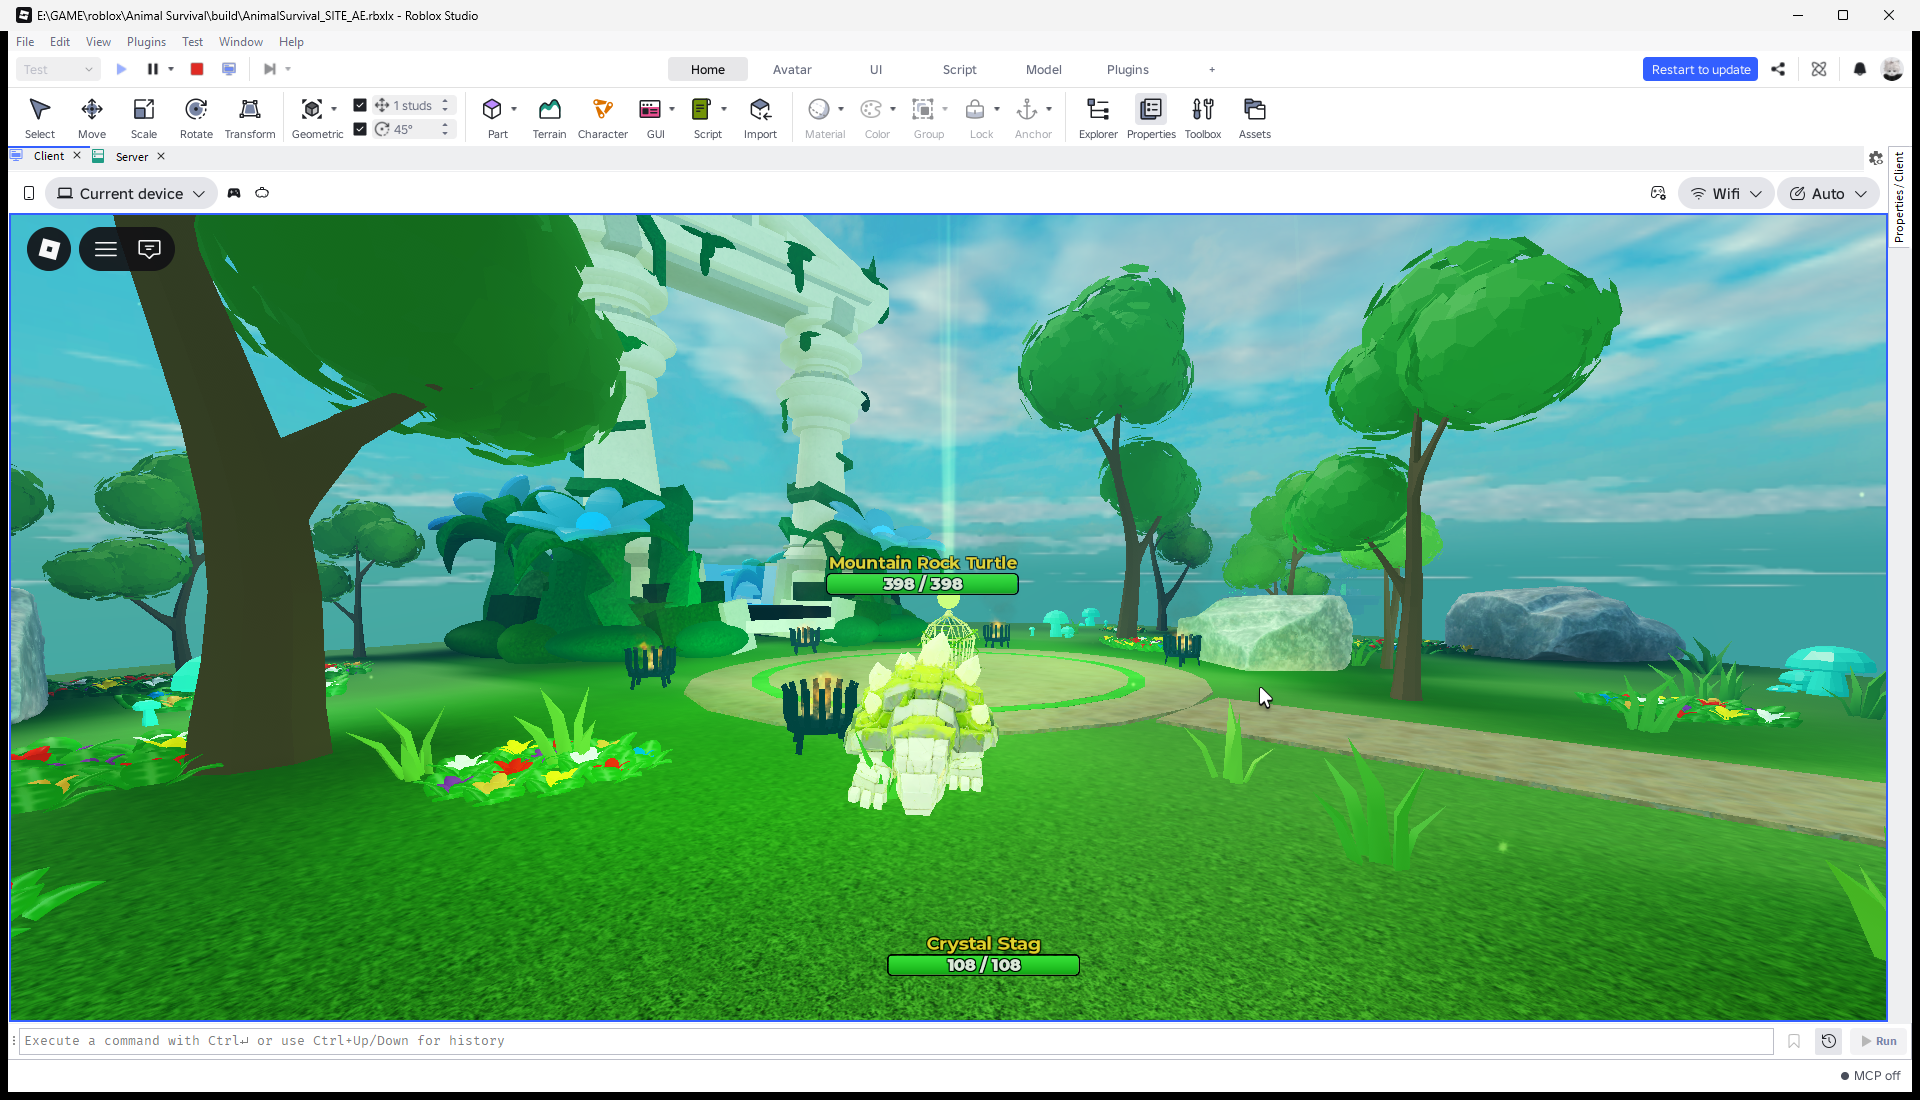 E:\GAME\roblox\Animal Survival\build\AnimalSurvival_SITE_AE.rbxlx - Roblox Studio
File Edit View Plugins Test Window Help
Test Home Avatar UI Script Model Plugins + Restart to update
1 studs
45°
Select Move Scale Rotate Transform Geometric Part Terrain Character GUI Script Import Material Color Group Lock Anchor Explorer Properties Toolbox Assets
Client Server
Properties / Client
Current device Wifi Auto
Mountain Rock Turtle
398 / 398
Crystal Stag
108 / 108
Execute a command with Ctrl↵ or use Ctrl+Up/Down for history Run
MCP off